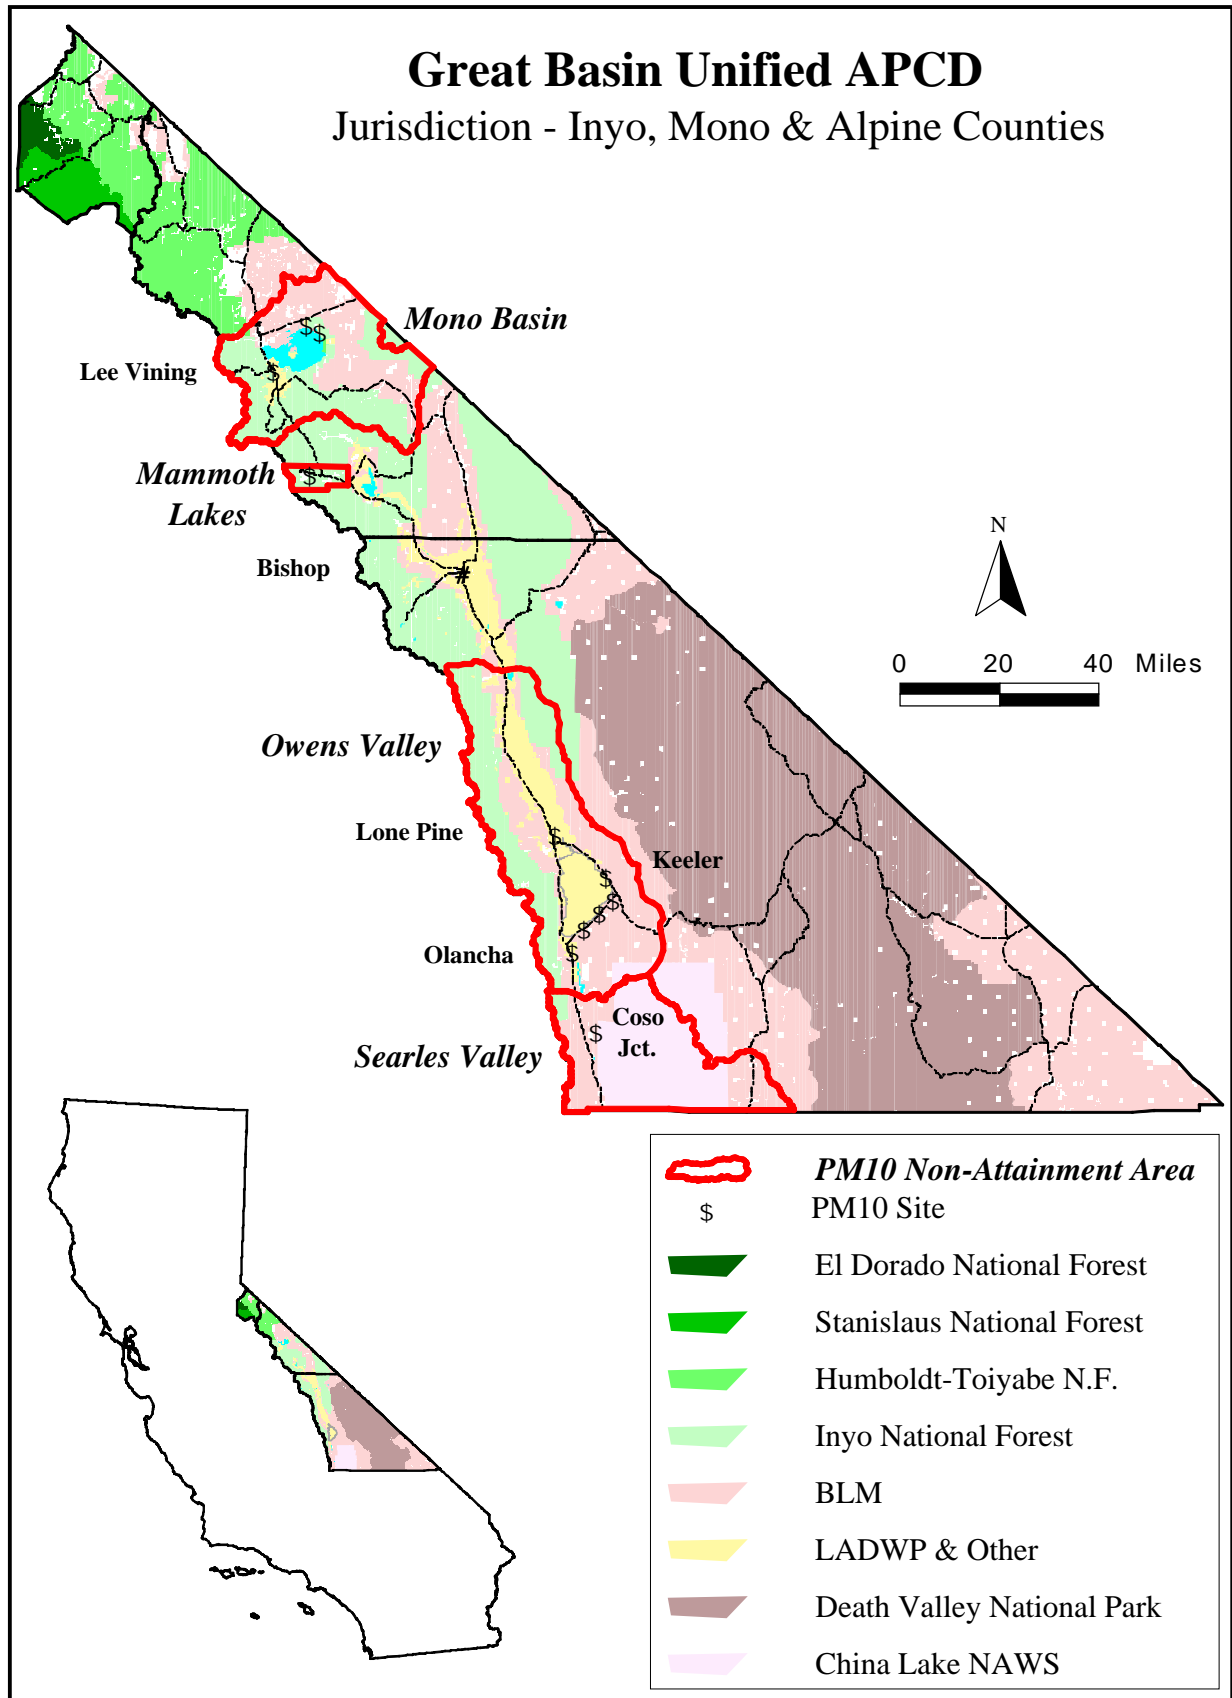 Great Basin Unified APCD
Jurisdiction - Inyo, Mono & Alpine Counties
Mono Basin
$$
Lee Vining
$
Mammoth
Lakes
$
N
Bishop
#
0 20 40 Miles
Owens Valley
Lone Pine
$
Keeler
$
$
$
$
Olancha
$
Coso
Jct.
$
Searles Valley
PM10 Non-Attainment Area
$ PM10 Site
El Dorado National Forest
Stanislaus National Forest
Humboldt-Toiyabe N.F.
Inyo National Forest
BLM
LADWP & Other
Death Valley National Park
China Lake NAWS